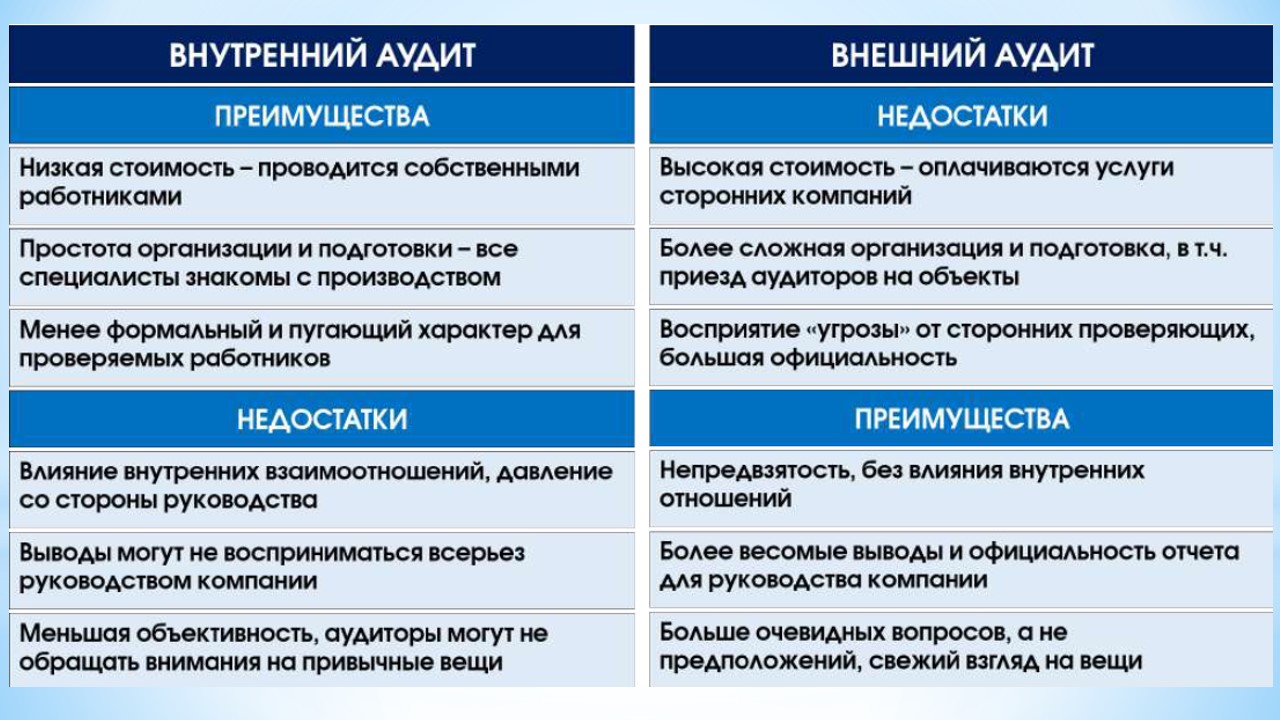 ВНУТРЕННИЙ АУДИТ
ПРЕИМУЩЕСТВА
Низкая стоимость – проводится собственными
работниками
Простота организации и подготовки – все
специалисты знакомы с производством
Менее формальный и пугающий характер для
проверяемых работников
НЕДОСТАТКИ
Влияние внутренних взаимоотношений, давление
со стороны руководства
Выводы могут не восприниматься всерьез
руководством компании
Меньшая объективность, аудиторы могут не
обращать внимания на привычные вещи
ВНЕШНИЙ АУДИТ
НЕДОСТАТКИ
Высокая стоимость – оплачиваются услуги
сторонних компаний
Более сложная организация и подготовка, в т.ч.
приезд аудиторов на объекты
Восприятие «угрозы» от сторонних проверяющих,
большая официальность
ПРЕИМУЩЕСТВА
Непредвзятость, без влияния внутренних
отношений
Более весомые выводы и официальность отчета
для руководства компании
Больше очевидных вопросов, а не
предположений, свежий взгляд на вещи